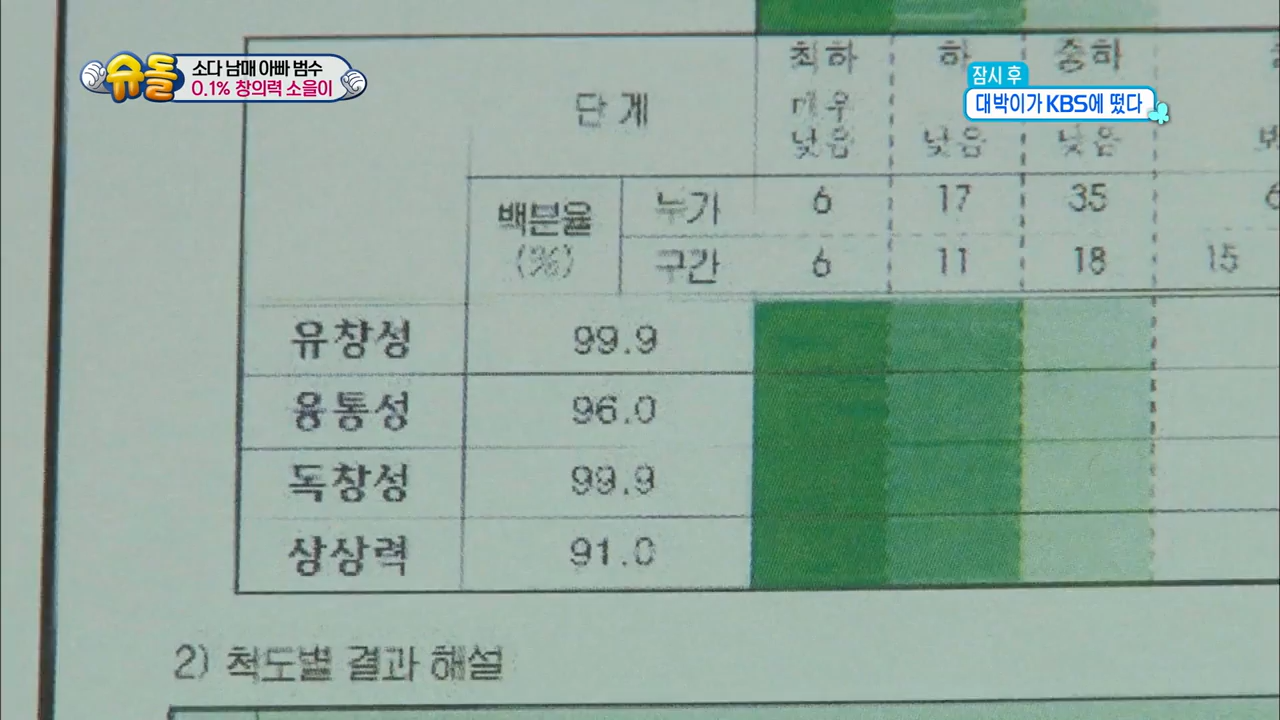 슈돌
소다 남매 아빠 범수
0.1% 창의력 소을이
잠시 후
대박이가 KBS에 떴다
단계 최하 하 중하
매우
낮음 낮음 낮음
백분율 누가 6 17 35
(%) 구간 6 11 18 15
유창성 99.9
융통성 96.0
독창성 99.9
상상력 91.0
2) 척도별 결과 해설